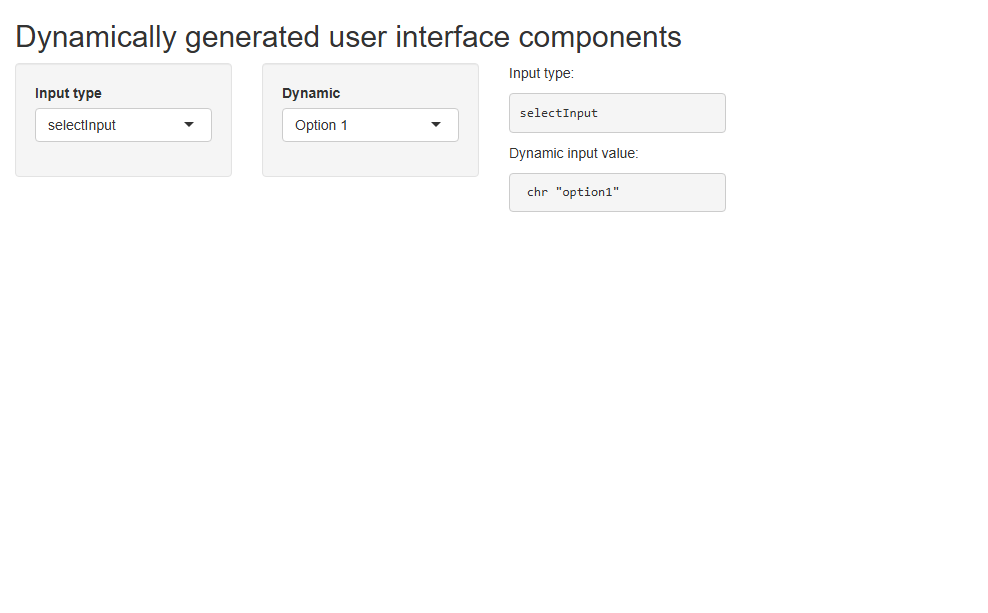 Dynamically generated user interface components
Input type
selectInput
Dynamic
Option 1
Input type:
selectInput
Dynamic input value:
chr "option1"